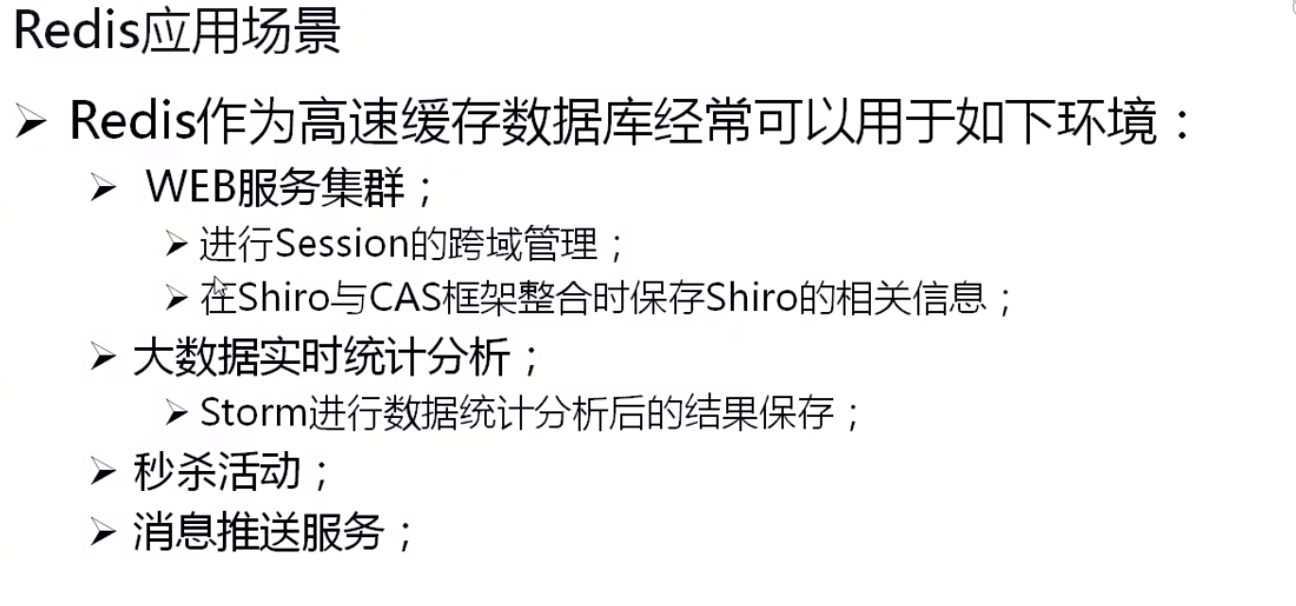 Redis应用场景
➢ Redis作为高速缓存数据库经常可以用于如下环境：
➢ WEB服务集群；
➢ 进行Session的跨域管理；
➢ 在Shiro与CAS框架整合时保存Shiro的相关信息；
➢ 大数据实时统计分析；
➢ Storm进行数据统计分析后的结果保存；
➢ 秒杀活动；
➢ 消息推送服务；